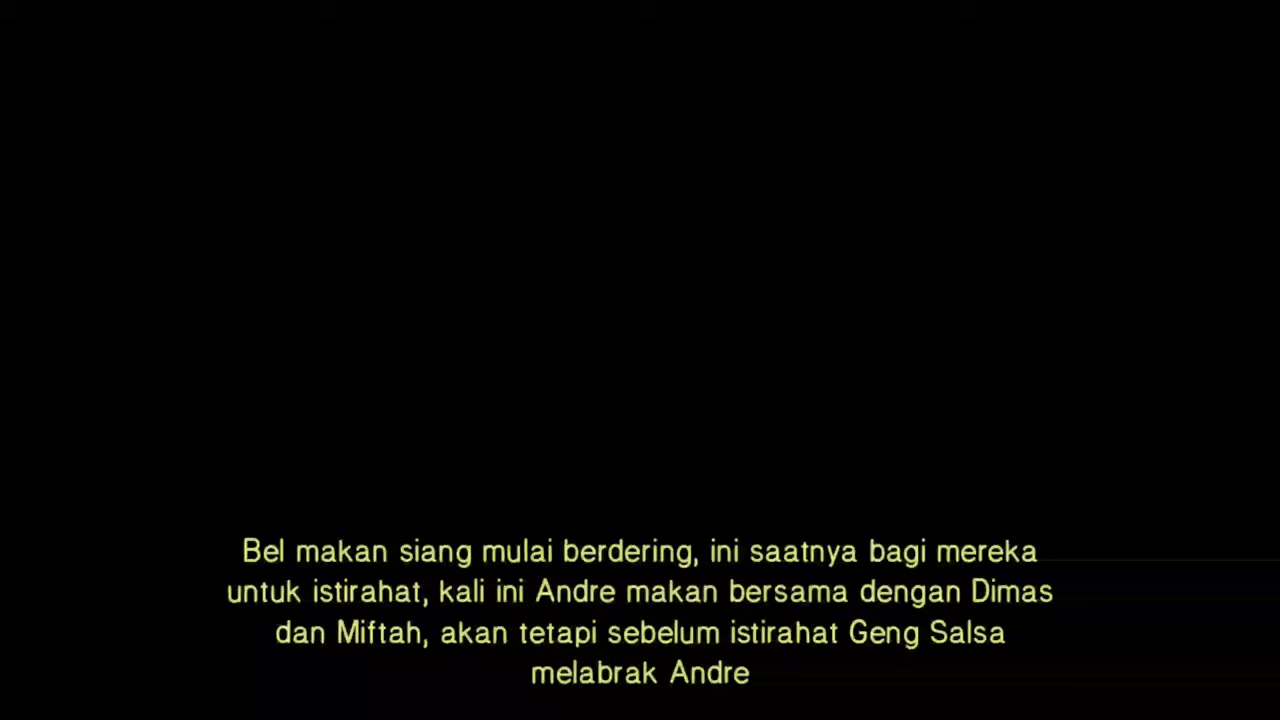 Bel makan siang mulai berdering, ini saatnya bagi mereka
untuk istirahat, kali ini Andre makan bersama dengan Dimas
dan Miftah, akan tetapi sebelum istirahat Geng Salsa
melabrak Andre